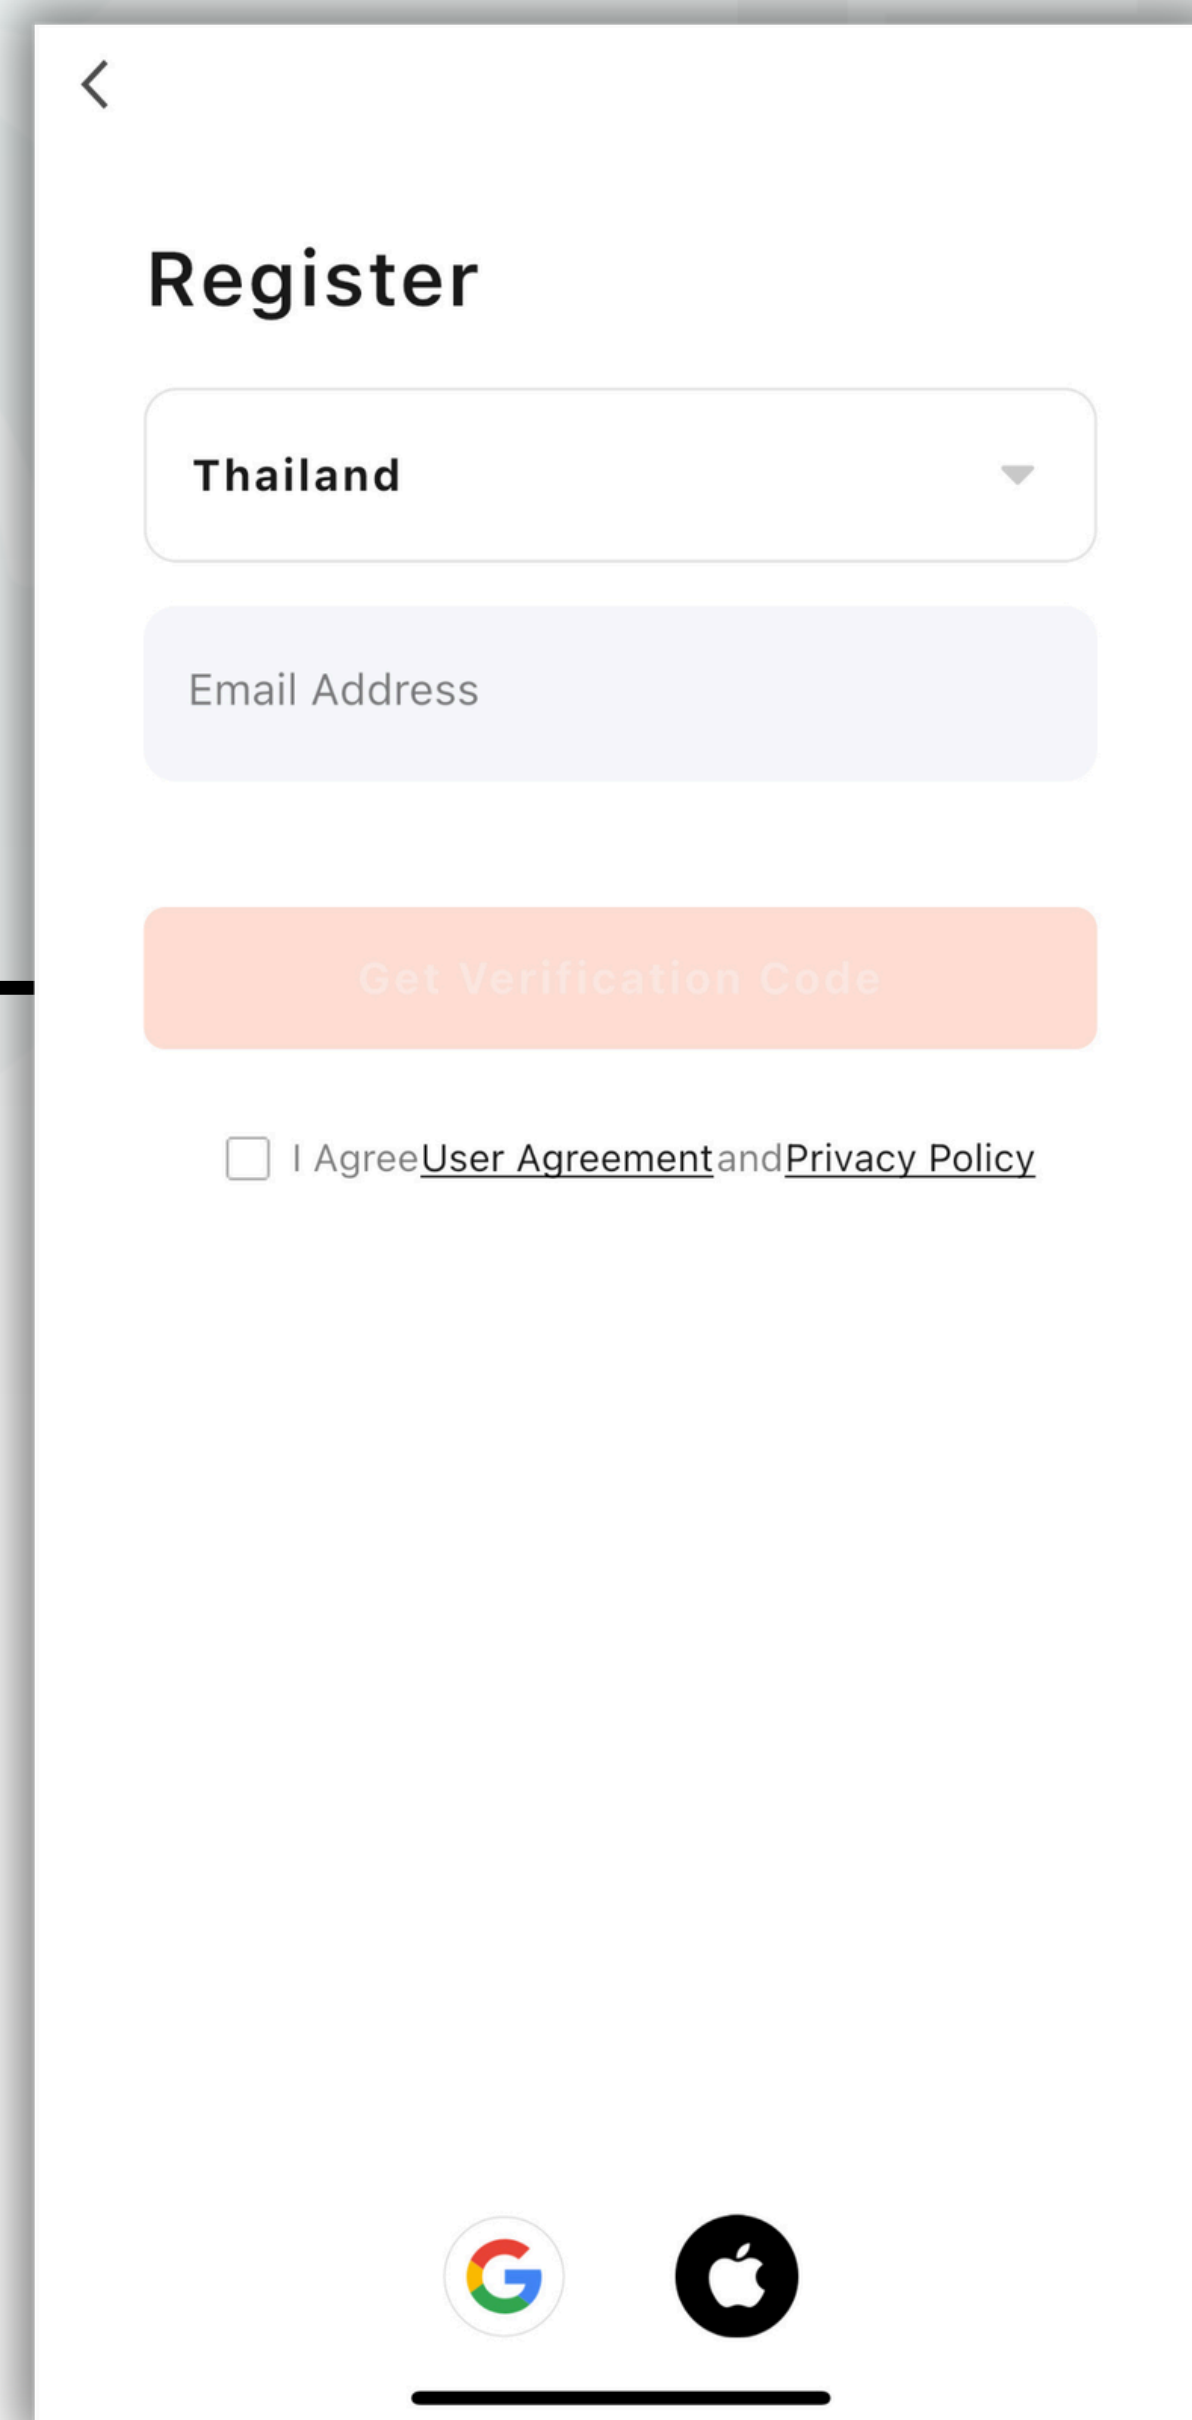 Register
Thailand
Email Address
Get Verification Code
I AgreeUser AgreementandPrivacy Policy